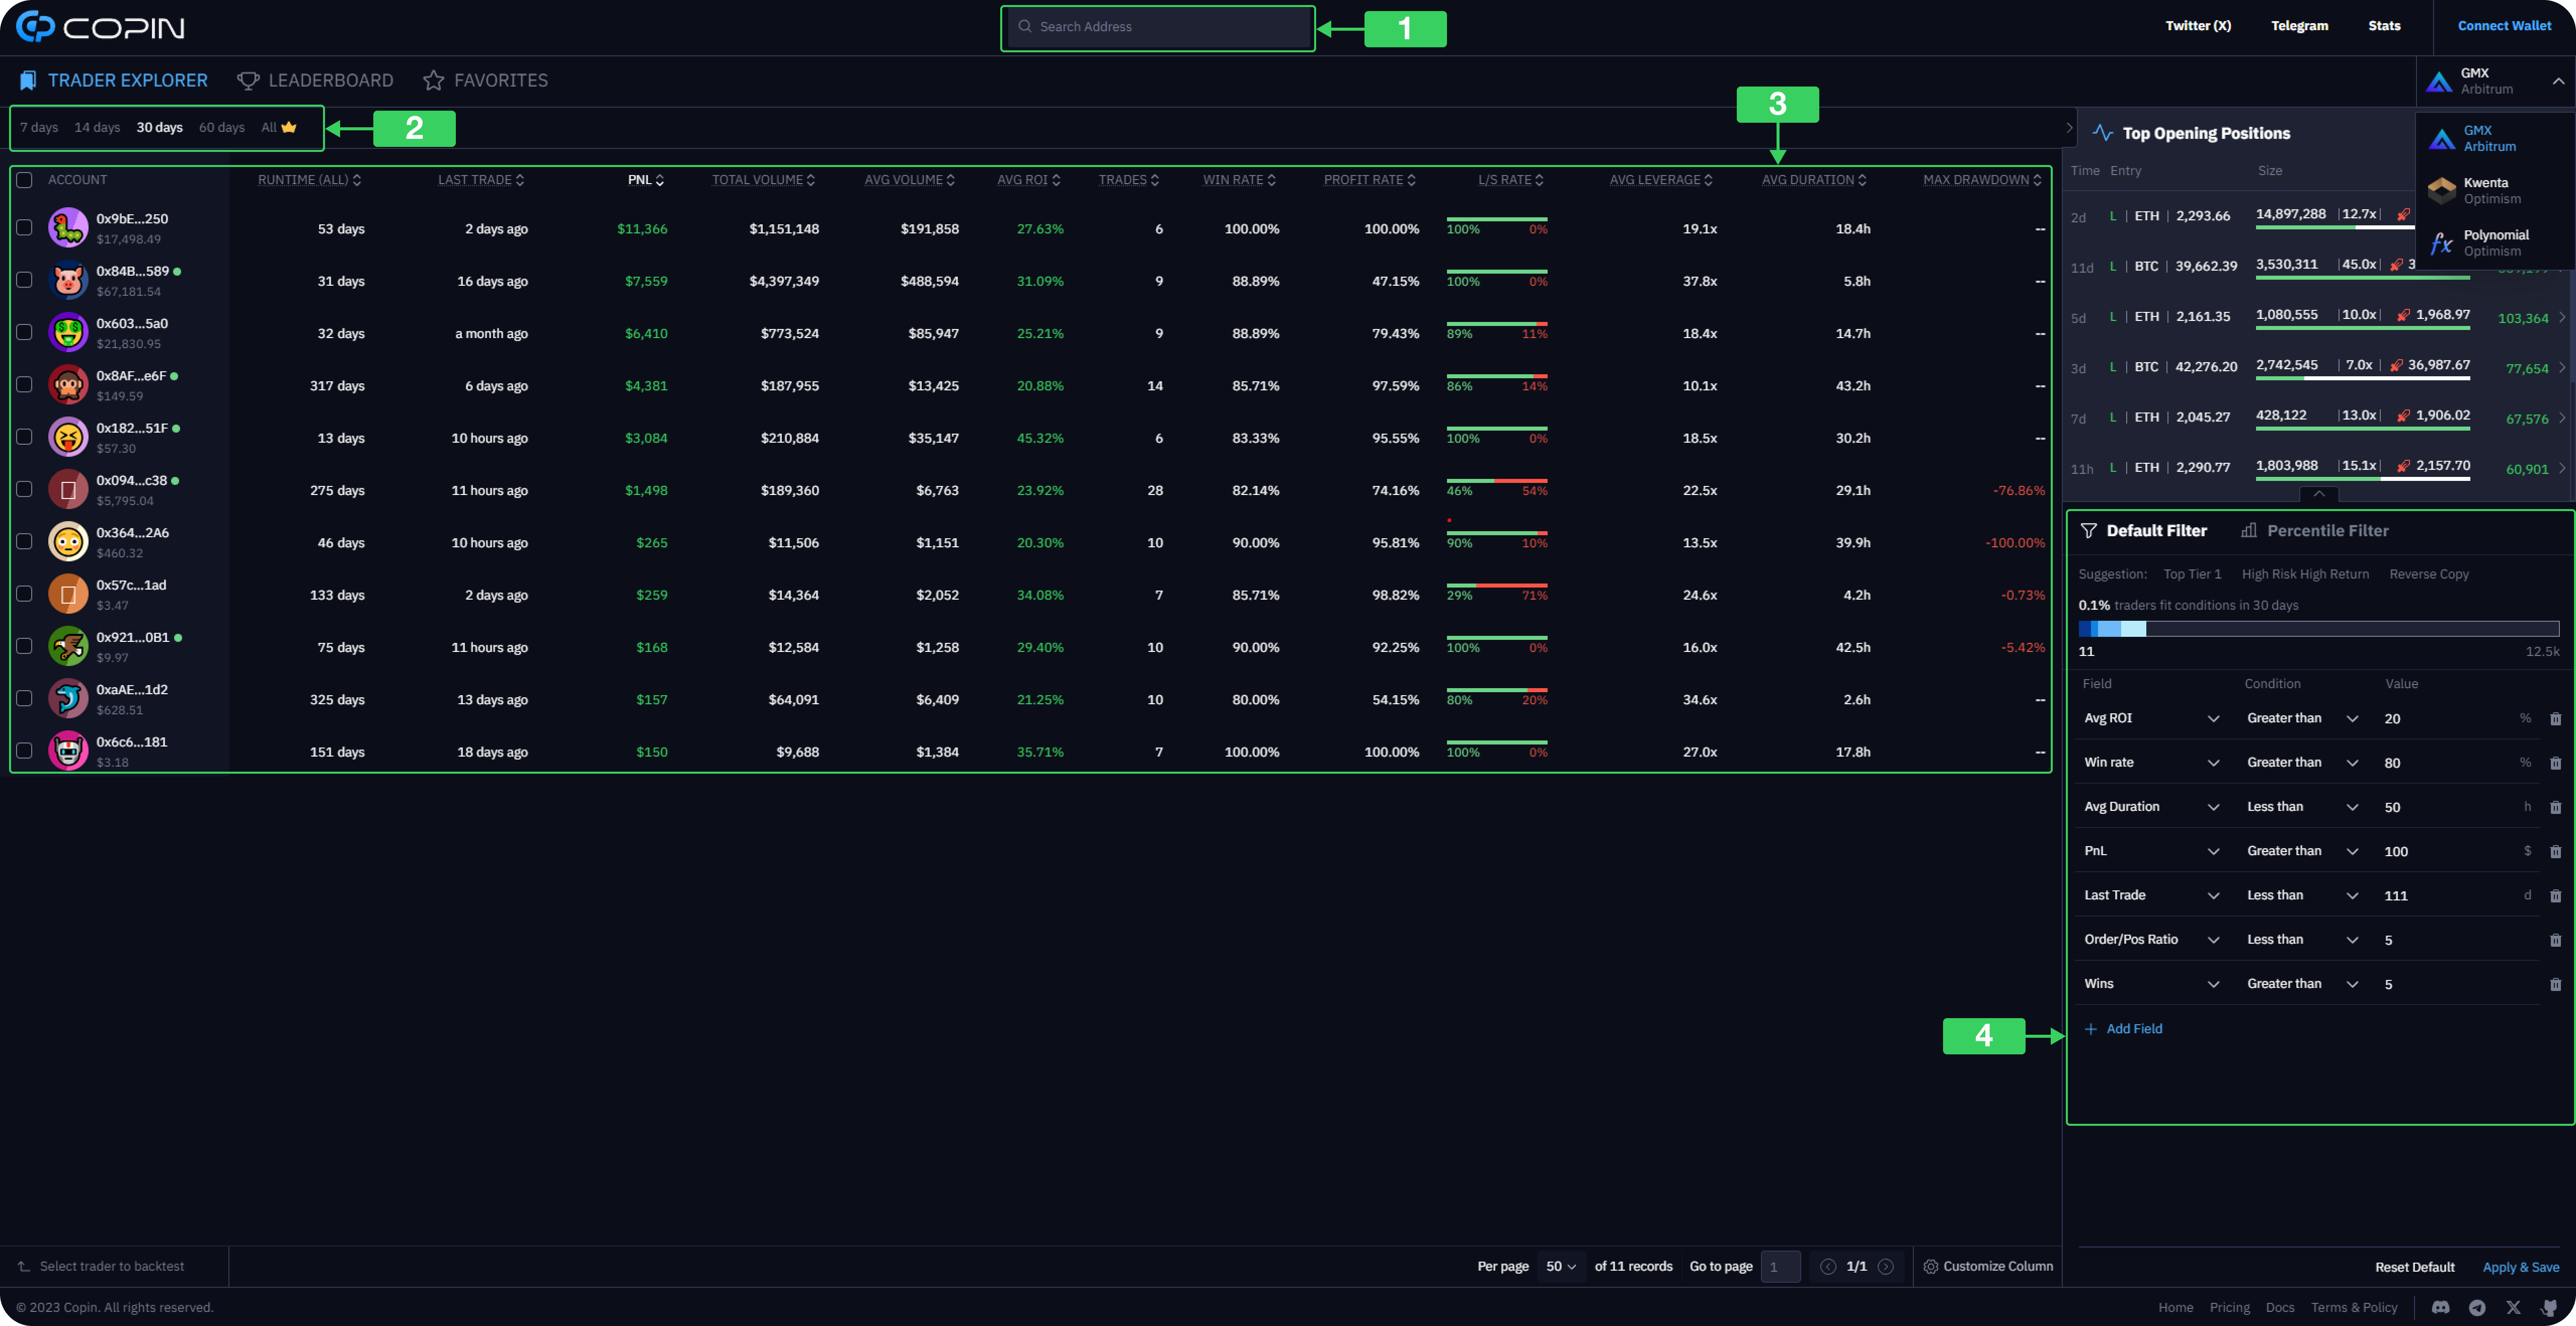 COPIN
Search Address
1
Twitter (X) Telegram Stats Connect Wallet
TRADER EXPLORER LEADERBOARD FAVORITES
GMX
Arbitrum
7 days 14 days 30 days 60 days All
2
3
ACCOUNT RUNTIME (ALL) LAST TRADE PNL TOTAL VOLUME AVG VOLUME AVG ROI TRADES WIN RATE PROFIT RATE L/S RATE AVG LEVERAGE AVG DURATION MAX DRAWDOWN
0x9bE...250 53 days 2 days ago $11,366 $1,151,148 $191,858 27.63% 6 100.00% 100.00% 100% 0% 19.1x 18.4h --
$17,498.49
0x84B...589 31 days 16 days ago $7,559 $4,397,349 $488,594 31.09% 9 88.89% 47.15% 100% 0% 37.8x 5.8h --
$67,181.54
0x603...5a0 32 days a month ago $6,410 $773,524 $85,947 25.21% 9 88.89% 79.43% 89% 11% 18.4x 14.7h --
$21,830.95
0x8AF...e6F 317 days 6 days ago $4,381 $187,955 $13,425 20.88% 14 85.71% 97.59% 86% 14% 10.1x 43.2h --
$149.59
0x182...51F 13 days 10 hours ago $3,084 $210,884 $35,147 45.32% 6 83.33% 95.55% 100% 0% 18.5x 30.2h --
$57.30
0x094...c38 275 days 11 hours ago $1,498 $189,360 $6,763 23.92% 28 82.14% 74.16% 46% 54% 22.5x 29.1h -76.86%
$5,795.04
0x364...2A6 46 days 10 hours ago $265 $11,506 $1,151 20.30% 10 90.00% 95.81% 90% 10% 13.5x 39.9h -100.00%
$460.32
0x57c...1ad 133 days 2 days ago $259 $14,364 $2,052 34.08% 7 85.71% 98.82% 29% 71% 24.6x 4.2h -0.73%
$3.47
0x921...0B1 75 days 11 hours ago $168 $12,584 $1,258 29.40% 10 90.00% 92.25% 100% 0% 16.0x 42.5h -5.42%
$9.97
0xaAE...1d2 325 days 13 days ago $157 $64,091 $6,409 21.25% 10 80.00% 54.15% 80% 20% 34.6x 2.6h --
$628.51
0x6c6...181 151 days 18 days ago $150 $9,688 $1,384 35.71% 7 100.00% 100.00% 100% 0% 27.0x 17.8h --
$3.18
Top Opening Positions
GMX
Arbitrum
Kwenta
Optimism
Polynomial
Optimism
Time Entry Size
2d L | ETH | 2,293.66 14,897,288 | 12.7x |
11d L | BTC | 39,662.39 3,530,311 | 45.0x | 3
5d L | ETH | 2,161.35 1,080,555 | 10.0x | 1,968.97 103,364
3d L | BTC | 42,276.20 2,742,545 | 7.0x | 36,987.67 77,654
7d L | ETH | 2,045.27 428,122 | 13.0x | 1,906.02 67,576
11h L | ETH | 2,290.77 1,803,988 | 15.1x | 2,157.70 60,901
Default Filter Percentile Filter
Suggestion: Top Tier 1 High Risk High Return Reverse Copy
0.1% traders fit conditions in 30 days
11 12.5k
Field Condition Value
Avg ROI Greater than 20 %
Win rate Greater than 80 %
Avg Duration Less than 50 h
PnL Greater than 100 $
Last Trade Less than 111 d
Order/Pos Ratio Less than 5
Wins Greater than 5
+ Add Field
4
Select trader to backtest
Per page 50 of 11 records Go to page 1 1/1 Customize Column
Reset Default Apply & Save
© 2023 Copin. All rights reserved.
Home Pricing Docs Terms & Policy